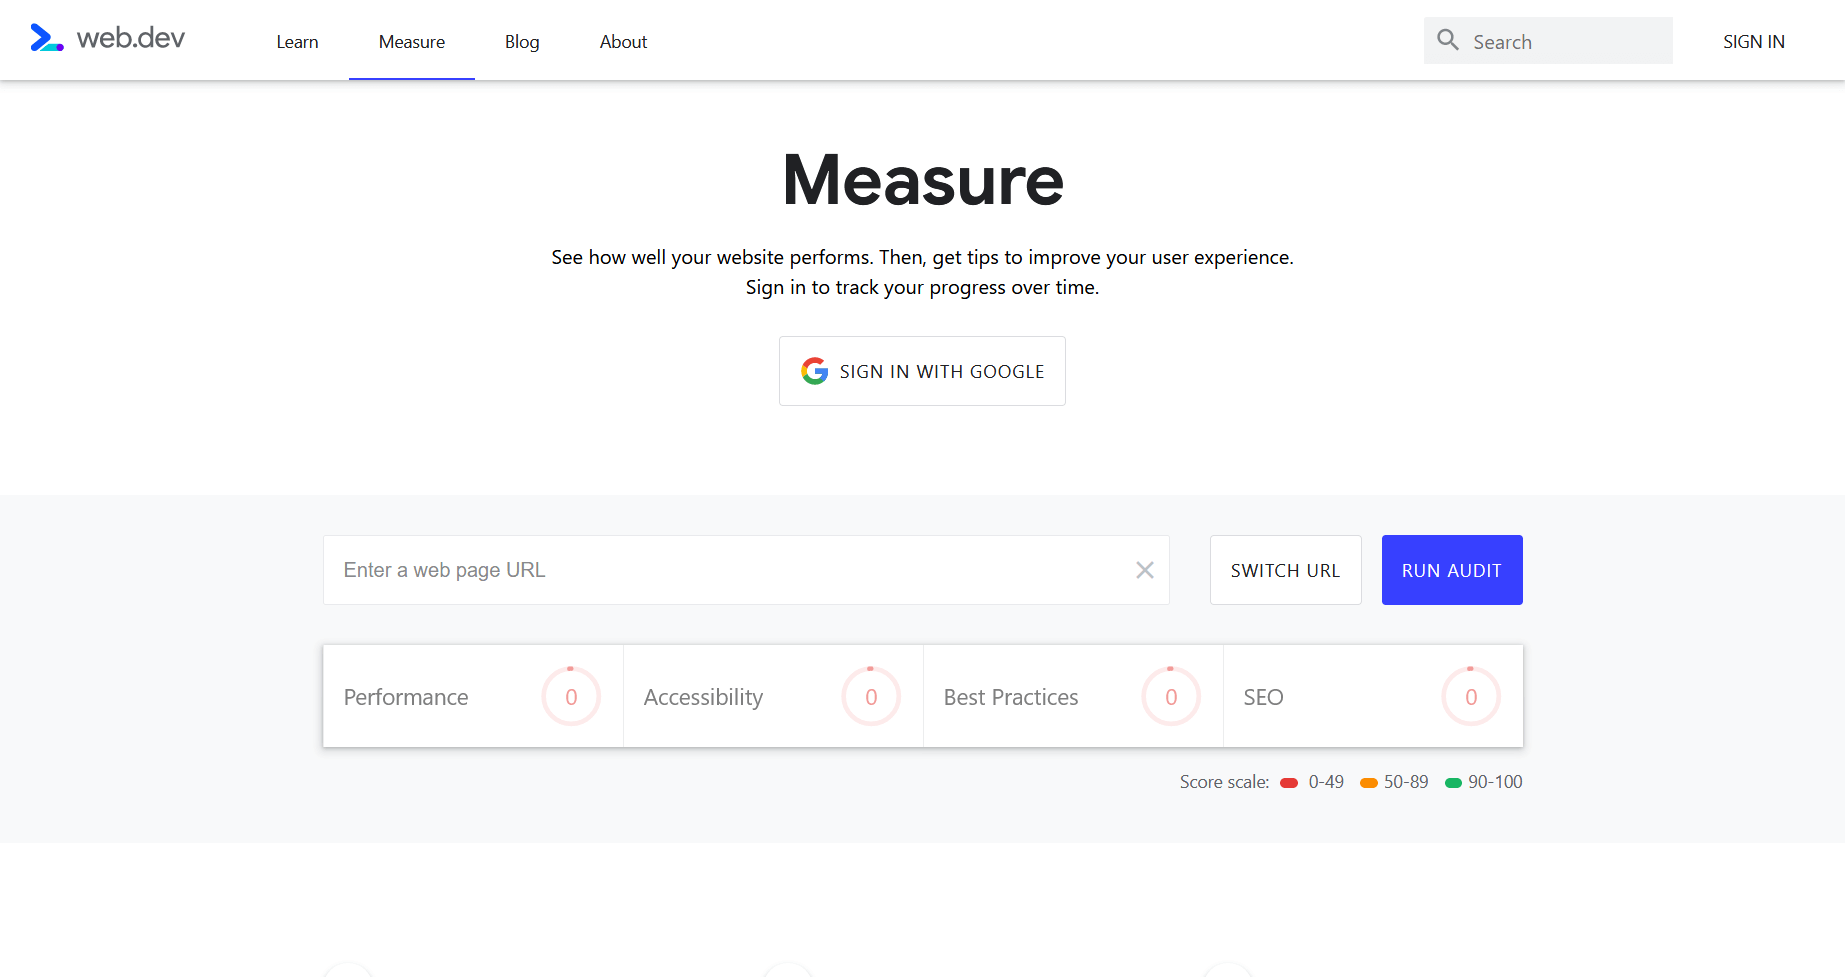 web.dev
Learn
Measure
Blog
About
Search
SIGN IN
Measure
See how well your website performs. Then, get tips to improve your user experience.
Sign in to track your progress over time.
SIGN IN WITH GOOGLE
Enter a web page URL
SWITCH URL
RUN AUDIT
Performance 0
Accessibility 0
Best Practices 0
SEO 0
Score scale: 0-49 50-89 90-100